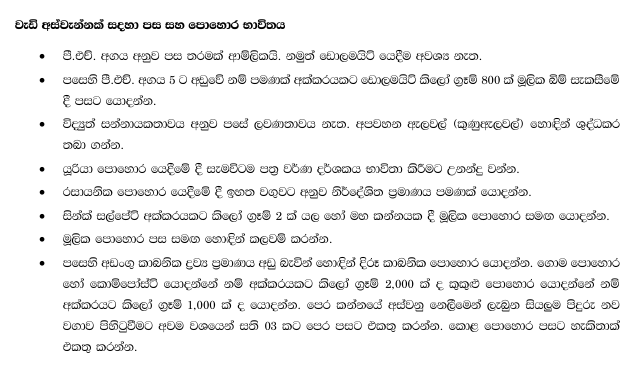 වැඩි අස්වැන්නක් සඳහා පස සහ පොහොර භාවිතය
• පී.එච්. අගය අනුව පස තරමක් ආම්ලිකයි. නමුත් ඩොලමයිට් යෙදීම අවශ්‍ය නැත.
• පසෙහි පී.එච්. අගය 5 ට අඩුවේ නම් පමණක් අක්කරයකට ඩොලමයිට් කිලෝ ග්‍රෑම් 800 ක් මූලික බිම් සැකසීමේ
දී පසට යොදන්න.
• විද්‍යුත් සන්නායකතාවය අනුව පසේ ලවණතාවය නැත. අපවහන ඇලවල් (කුණුඇලවල්) හොඳින් ශුද්ධකර
තබා ගන්න.
• යූරියා පොහොර යෙදීමේ දී සැමවිටම පත්‍ර වර්ණ දර්ශකය භාවිතා කිරීමට උනන්දු වන්න.
• රසායනික පොහොර යෙදීමේ දී ඉහත වගුවට අනුව නිර්දේශිත ප්‍රමාණය පමණක් යොදන්න.
• සින්ක් සල්පේට් අක්කරයකට කිලෝ ග්‍රෑම් 2 ක් යල හෝ මහ කන්නයක දී මූලික පොහොර සමඟ යොදන්න.
• මූලික පොහොර පස සමඟ හොඳින් කලවම් කරන්න.
• පසෙහි අඩංගු කාබනික ද්‍රව්‍ය ප්‍රමාණය අඩු බැවින් හොඳින් දිරූ කාබනික පොහොර යොදන්න. ගොම පොහොර
හෝ කොම්පෝස්ට් යොදන්නේ නම් අක්කරයකට කිලෝ ග්‍රෑම් 2,000 ක් ද කුකුළු පොහොර යොදන්නේ නම්
අක්කරයට කිලෝ ග්‍රෑම් 1,000 ක් ද යොදන්න. පෙර කන්නයේ අස්වනු නෙලීමෙන් ලැබුන සියලුම පිදුරු නව
වගාව පිහිටුවීමට අවම වශයෙන් සති 03 කට පෙර පසට එකතු කරන්න. කොළ පොහොර පසට හැකිතාක්
එකතු කරන්න.